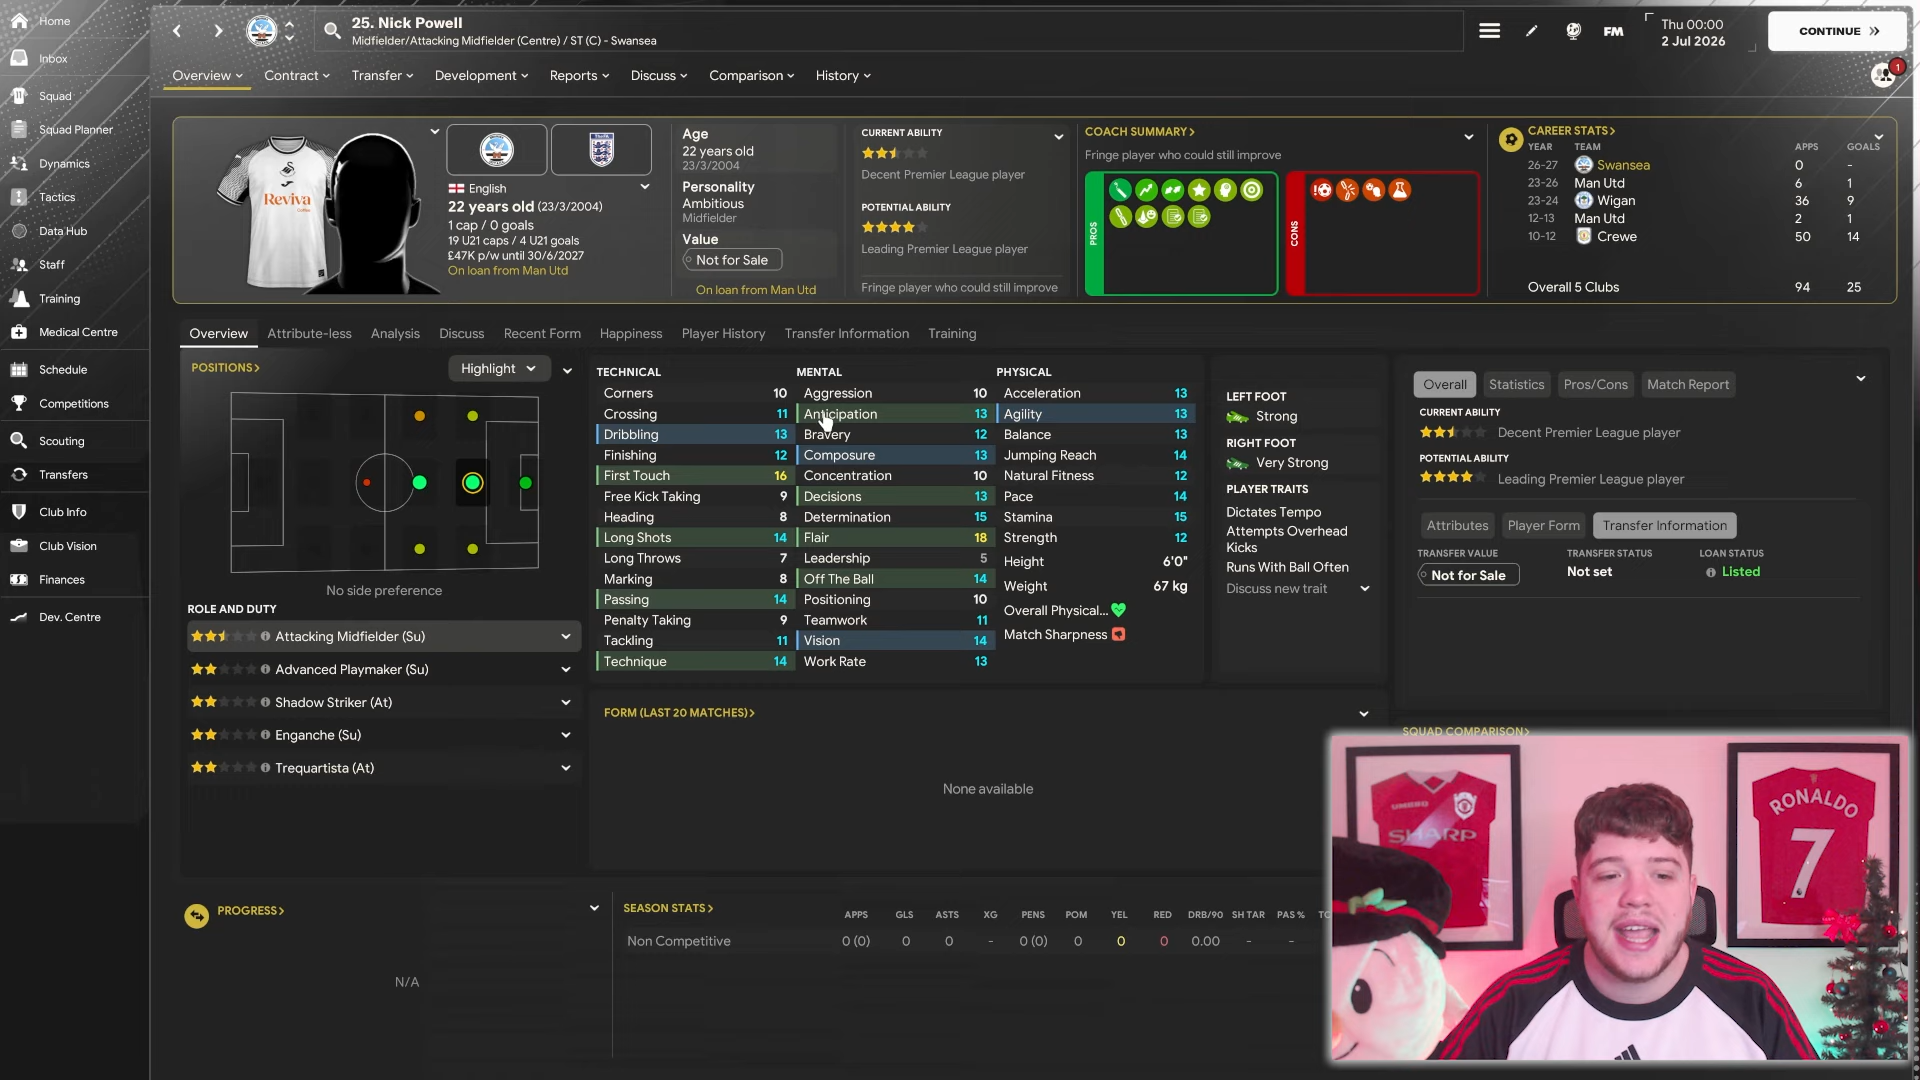 Home
Inbox
Squad
Squad Planner
Dynamics
Tactics
Data Hub
Staff
Training
Medical Centre
Schedule
Competitions
Scouting
Transfers
Club Info
Club Vision
Finances
Dev. Centre
25. Nick Powell
Midfielder/Attacking Midfielder (Centre) / ST (C) - Swansea
FM
Thu 00:00
2 Jul 2026
CONTINUE
1
Overview Contract Transfer Development Reports Discuss Comparison History
Reviva
Coffee
English
22 years old (23/3/2004)
1 cap / 0 goals
19 U21 caps / 4 U21 goals
£47K p/w until 30/6/2027
On loan from Man Utd
Age
22 years old
23/3/2004
Personality
Ambitious
Midfielder
Value
Not for Sale
On loan from Man Utd
CURRENT ABILITY
Decent Premier League player
POTENTIAL ABILITY
Leading Premier League player
Fringe player who could still improve
COACH SUMMARY>
Fringe player who could still improve
PROS
CONS
CAREER STATS>
YEAR TEAM APPS GOALS
26-27 Swansea 0 -
23-26 Man Utd 6 1
23-24 Wigan 36 9
12-13 Man Utd 2 1
10-12 Crewe 50 14
Overall 5 Clubs 94 25
Overview Attribute-less Analysis Discuss Recent Form Happiness Player History Transfer Information Training
POSITIONS>
Highlight
No side preference
ROLE AND DUTY
Attacking Midfielder (Su)
Advanced Playmaker (Su)
Shadow Striker (At)
Enganche (Su)
Trequartista (At)
TECHNICAL
Corners 10
Crossing 11
Dribbling 13
Finishing 12
First Touch 16
Free Kick Taking 9
Heading 8
Long Shots 14
Long Throws 7
Marking 8
Passing 14
Penalty Taking 9
Tackling 11
Technique 14
MENTAL
Aggression 10
Anticipation 13
Bravery 12
Composure 13
Concentration 10
Decisions 13
Determination 15
Flair 18
Leadership 5
Off The Ball 14
Positioning 10
Teamwork 11
Vision 14
Work Rate 13
PHYSICAL
Acceleration 13
Agility 13
Balance 13
Jumping Reach 14
Natural Fitness 12
Pace 14
Stamina 15
Strength 12
Height 6'0"
Weight 67 kg
Overall Physical...
Match Sharpness
LEFT FOOT
Strong
RIGHT FOOT
Very Strong
PLAYER TRAITS
Dictates Tempo
Attempts Overhead
Kicks
Runs With Ball Often
Discuss new trait
Overall Statistics Pros/Cons Match Report
CURRENT ABILITY
Decent Premier League player
POTENTIAL ABILITY
Leading Premier League player
Attributes Player Form Transfer Information
TRANSFER VALUE TRANSFER STATUS LOAN STATUS
Not for Sale Not set Listed
FORM (LAST 20 MATCHES)>
None available
SQUAD COMPARISON>
PROGRESS>
N/A
SEASON STATS>
APPS GLS ASTS XG PENS POM YEL RED DRB/90 SH TAR PAS %
Non Competitive 0 (0) 0 0 - 0 (0) 0 0 0 0.00 - -
UMBRO
SHARP
RONALDO
7